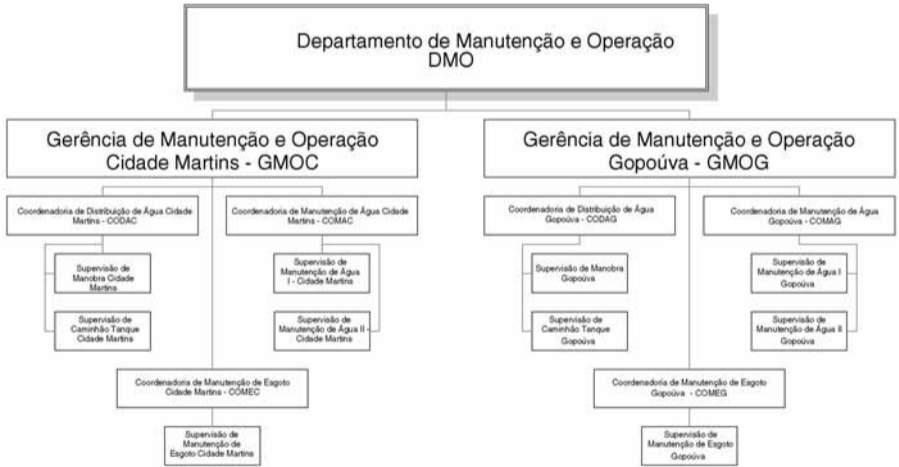 Departamento de Manutenção e Operação
DMO
Gerência de Manutenção e Operação
Cidade Martins - GMOC
Gerência de Manutenção e Operação
Gopoúva - GMOG
Coordenadoria de Distribuição de Água Cidade
Martins - CODAC
Coordenadoria de Manutenção de Água Cidade
Martins - COMAC
Coordenadoria de Distribuição de Água
Gopoúva - CODAG
Coordenadoria de Manutenção de Água
Gopoúva - COMAG
Supervisão de
Manobra Cidade
Martins
Supervisão de
Manutenção de Água
I - Cidade Martins
Supervisão de Manobra
Gopoúva
Supervisão de
Manutenção de Água I
Gopoúva
Supervisão de
Caminhão Tanque
Cidade Martins
Supervisão de
Manutenção de Água II -
Cidade Martins
Supervisão de
Caminhão Tanque
Gopoúva
Supervisão de
Manutenção de Água II
Gopoúva
Coordenadoria de Manutenção de Esgoto
Cidade Martins - COMEC
Coordenadoria de Manutenção de Esgoto
Gopoúva - COMEG
Supervisão de
Manutenção de
Esgoto Cidade Martins
Supervisão de
Manutenção de Esgoto
Gopoúva